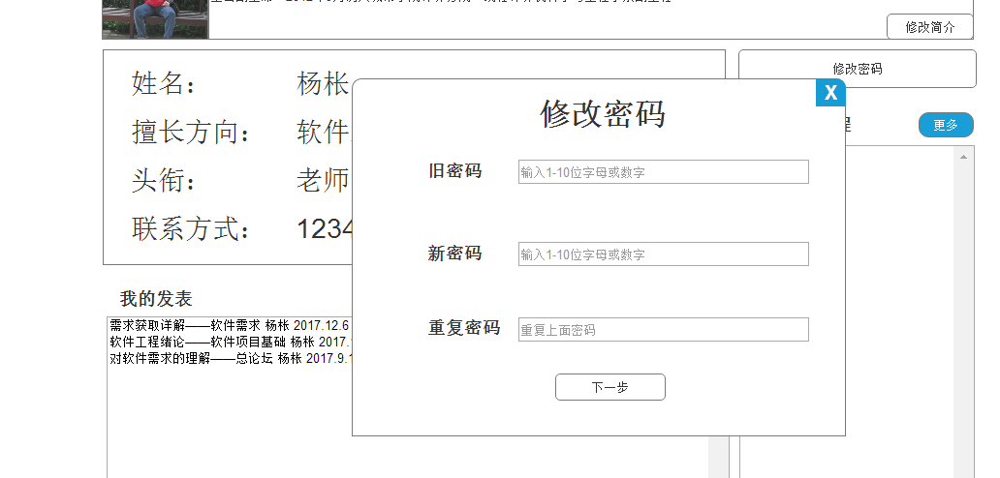 修改简介
姓名： 杨枨
修改密码
X
修改密码
擅长方向： 软件
程
更多
旧密码 输入1-10位字母或数字
头衔： 老师
联系方式： 1234
新密码 输入1-10位字母或数字
我的发表
需求获取详解——软件需求 杨枨 2017.12.6
重复密码 重复上面密码
软件工程绪论——软件项目基础 杨枨 2017.
对软件需求的理解——总论坛 杨枨 2017.9.1
下一步